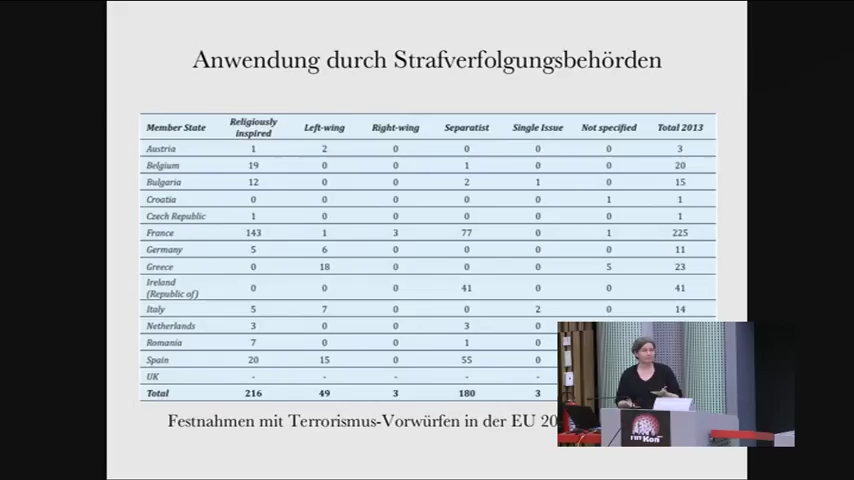 Anwendung durch Strafverfolgungsbehörden
Member State Religiously inspired Left-wing Right-wing Separatist Single Issue Not specified Total 2013
Austria 1 2 0 0 0 0 3
Belgium 19 0 0 1 0 0 20
Bulgaria 12 0 0 2 1 0 15
Croatia 0 0 0 0 0 1 1
Czech Republic 1 0 0 0 0 0 1
France 143 1 3 77 0 1 225
Germany 5 6 0 0 0 0 11
Greece 0 18 0 0 0 5 23
Ireland (Republic of) 0 0 0 41 0 0 41
Italy 5 7 0 0 2 0 14
Netherlands 3 0 0 3 0
Romania 7 0 0 1 0
Spain 20 15 0 55 0
UK - - - - -
Total 216 49 3 180 3
Festnahmen mit Terrorismus-Vorwürfen in der EU 20
FIfF
Kon